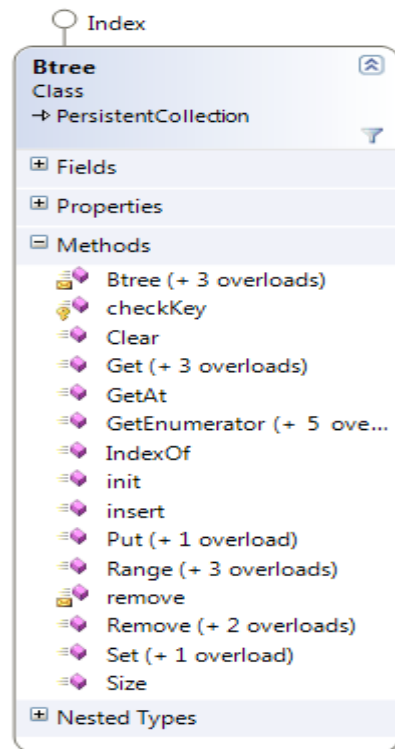 Index
Btree
Class
PersistentCollection
Fields
Properties
Methods
Btree (+ 3 overloads)
checkKey
Clear
Get (+ 3 overloads)
GetAt
GetEnumerator (+ 5 ove...
IndexOf
init
insert
Put (+ 1 overload)
Range (+ 3 overloads)
remove
Remove (+ 2 overloads)
Set (+ 1 overload)
Size
Nested Types